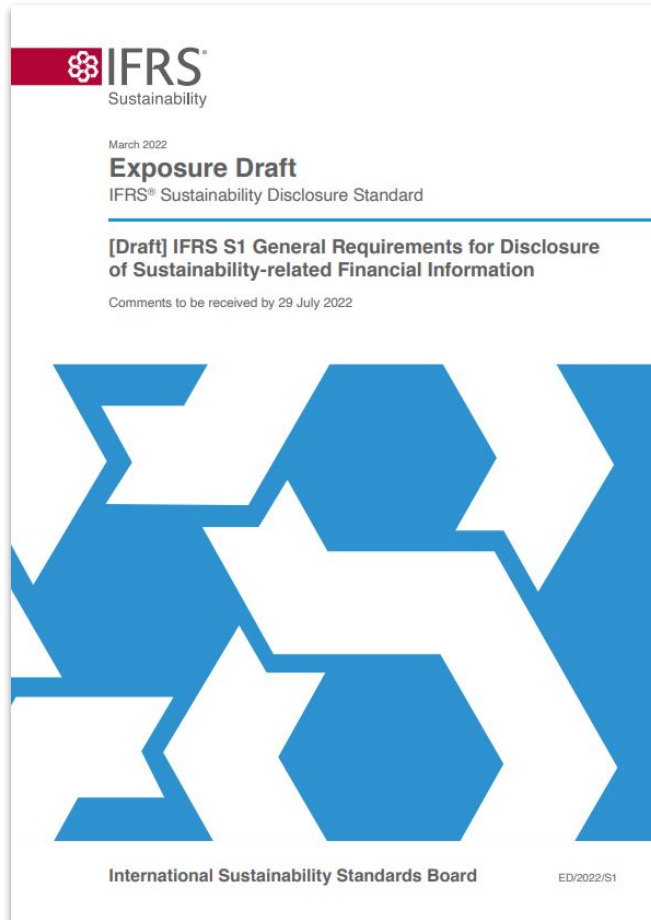 IFRS®
Sustainability
March 2022
Exposure Draft
IFRS® Sustainability Disclosure Standard
[Draft] IFRS S1 General Requirements for Disclosure
of Sustainability-related Financial Information
Comments to be received by 29 July 2022
International Sustainability Standards Board
ED/2022/S1